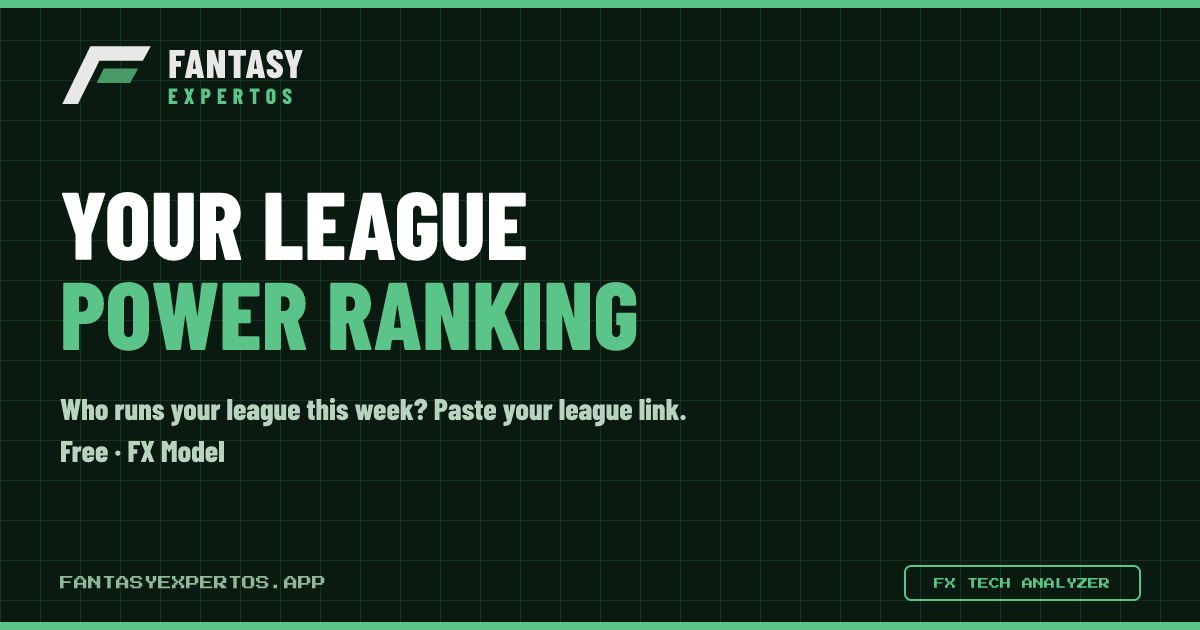 FANTASY
EXPERTOS
YOUR LEAGUE
POWER RANKING
Who runs your league this week? Paste your league link.
Free · FX Model
FANTASYEXPERTOS.APP
FX TECH ANALYZER